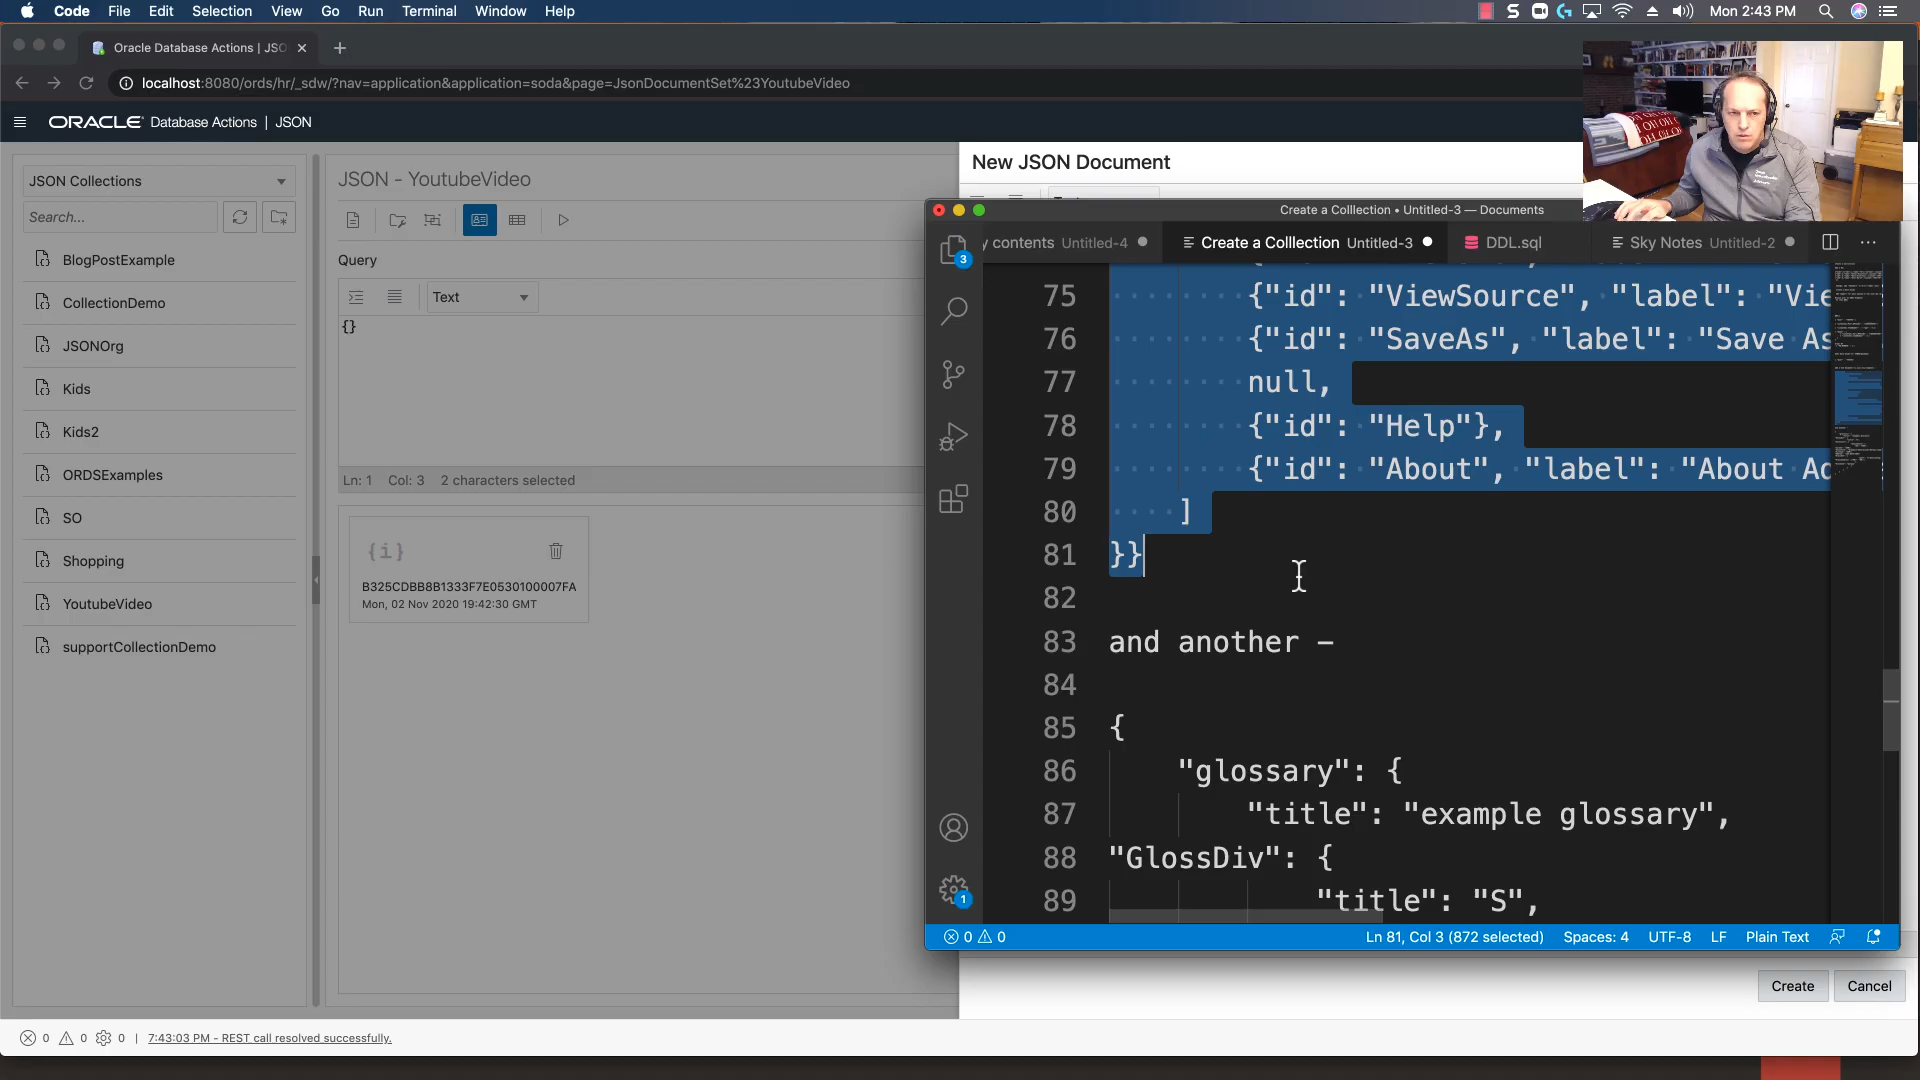 Code File Edit Selection View Go Run Terminal Window Help
Mon 2:43 PM
Oracle Database Actions | JSO
localhost:8080/ords/hr/_sdw/?nav=application&application=soda&page=JsonDocumentSet%23YoutubeVideo
ORACLE Database Actions | JSON
JSON Collections
Search...
BlogPostExample
CollectionDemo
JSONOrg
Kids
Kids2
ORDSExamples
SO
Shopping
YoutubeVideo
supportCollectionDemo
JSON - YoutubeVideo
Query
Text
{}
Ln: 1 Col: 3 2 characters selected
{i}
B325CDBB8B1333F7E0530100007FA
Mon, 02 Nov 2020 19:42:30 GMT
New JSON Document
Create a Colllection • Untitled-3 — Documents
y contents Untitled-4
Create a Colllection Untitled-3
DDL.sql
Sky Notes Untitled-2
3
75 {"id": "ViewSource", "label": "Vie
76 {"id": "SaveAs", "label": "Save As
77 null,
78 {"id": "Help"},
79 {"id": "About", "label": "About Ad
80 ]
81 }}
82
83 and another –
84
85 {
86 "glossary": {
87 "title": "example glossary",
88 "GlossDiv": {
89 "title": "S",
1
0 0
Ln 81, Col 3 (872 selected) Spaces: 4 UTF-8 LF Plain Text
Create Cancel
0 0 0 | 7:43:03 PM - REST call resolved successfully.